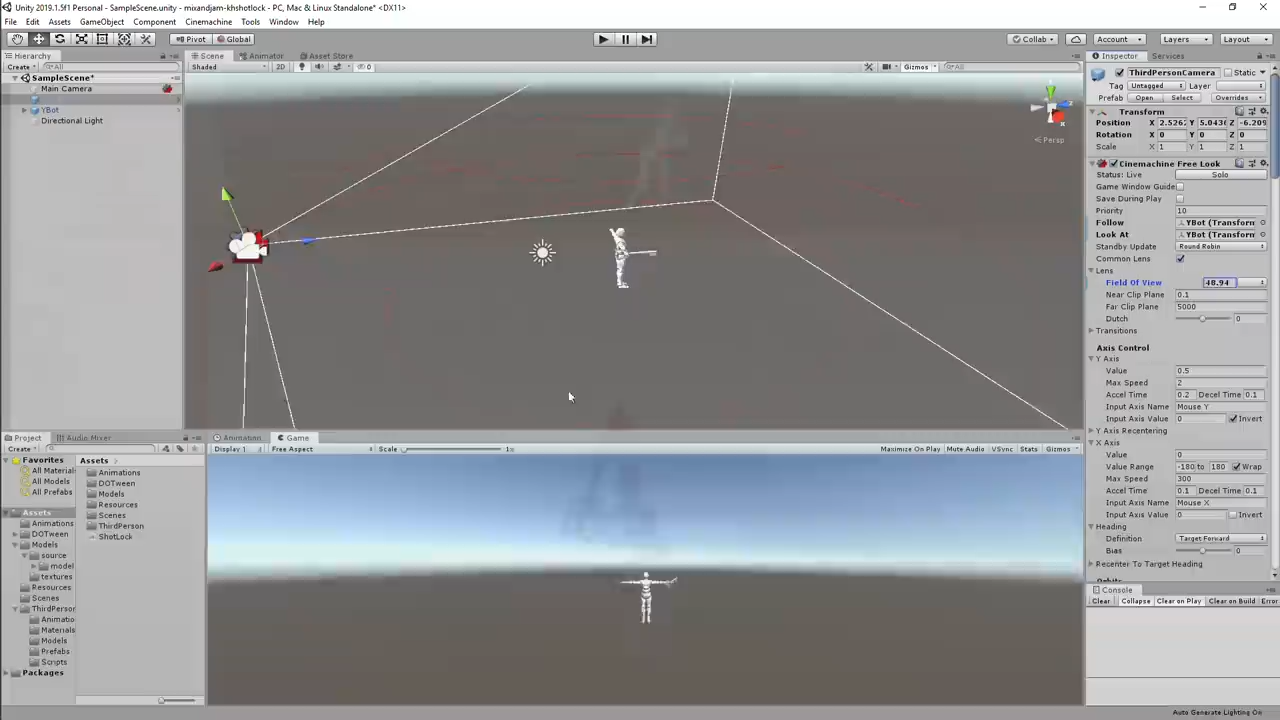 Unity 2019.1.5f1 Personal - SampleScene.unity - mixandjam-khshotlock - PC, Mac & Linux Standalone* <DX11>
File Edit Assets GameObject Component Cinemachine Tools Window Help
Pivot Global Collab Account Layers Layout
Hierarchy Scene Animator Asset Store Inspector Services
Create All Shaded 2D 0 Gizmos All
SampleScene*
Main Camera
YBot
Directional Light
Persp
ThirdPersonCamera Static
Tag Untagged Layer
Prefab Open Select Overrides
Transform
Position X 2.526 Y 5.043 Z -6.209
Rotation X 0 Y 0 Z 0
Scale X 1 Y 1 Z 1
Cinemachine Free Look
Status: Live Solo
Game Window Guide
Save During Play
Priority 10
Follow YBot (Transform
Look At YBot (Transform
Standby Update Round Robin
Common Lens
Lens
Field Of View 48.94
Near Clip Plane 0.1
Far Clip Plane 5000
Dutch 0
Transitions
Axis Control
Y Axis
Value 0.5
Max Speed 2
Accel Time 0.2 Decel Time 0.1
Input Axis Name Mouse Y
Input Axis Value 0 Invert
Y Axis Recentering
X Axis
Value 0
Value Range -180 to 180 Wrap
Max Speed 300
Accel Time 0.1 Decel Time 0.1
Input Axis Name Mouse X
Input Axis Value 0 Invert
Heading
Definition Target Forward
Bias 0
Recenter To Target Heading
Project Audio Mixer
Create
Favorites
All Material
All Models
All Prefabs
Assets
Animations
DOTween
Models
source
model
textures
Resources
Scenes
ThirdPerson
Animatio
Materials
Models
Prefabs
Scripts
Packages
Assets
Animations
DOTween
Models
Resources
Scenes
ThirdPerson
ShotLock
Animation Game
Display 1 Free Aspect Scale 1x Maximize On Play Mute Audio VSync Stats Gizmos
Console
Clear Collapse Clear on Play Clear on Build Error
Auto Generate Lighting On